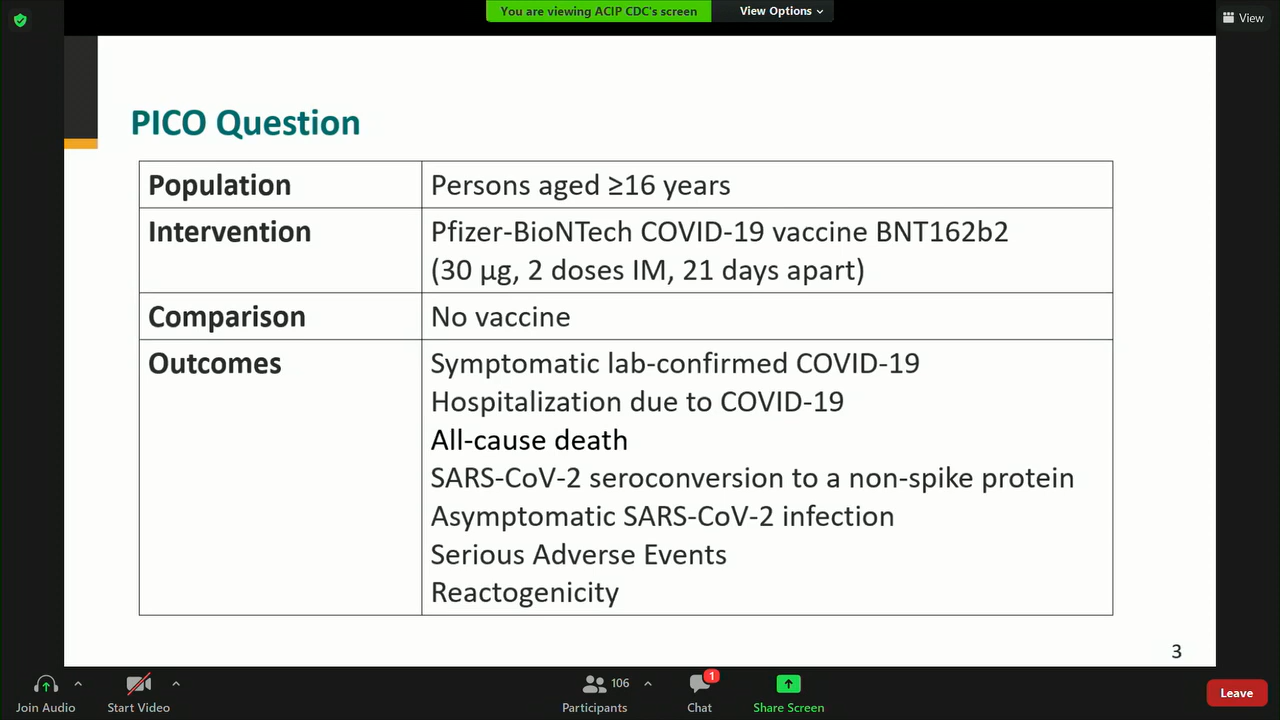 You are viewing ACIP CDC's screen
View Options
View
PICO Question
Population
Persons aged ≥16 years
Intervention
Pfizer-BioNTech COVID-19 vaccine BNT162b2
(30 µg, 2 doses IM, 21 days apart)
Comparison
No vaccine
Outcomes
Symptomatic lab-confirmed COVID-19
Hospitalization due to COVID-19
All-cause death
SARS-CoV-2 seroconversion to a non-spike protein
Asymptomatic SARS-CoV-2 infection
Serious Adverse Events
Reactogenicity
3
Join Audio
Start Video
106
Participants
1
Chat
Share Screen
Leave